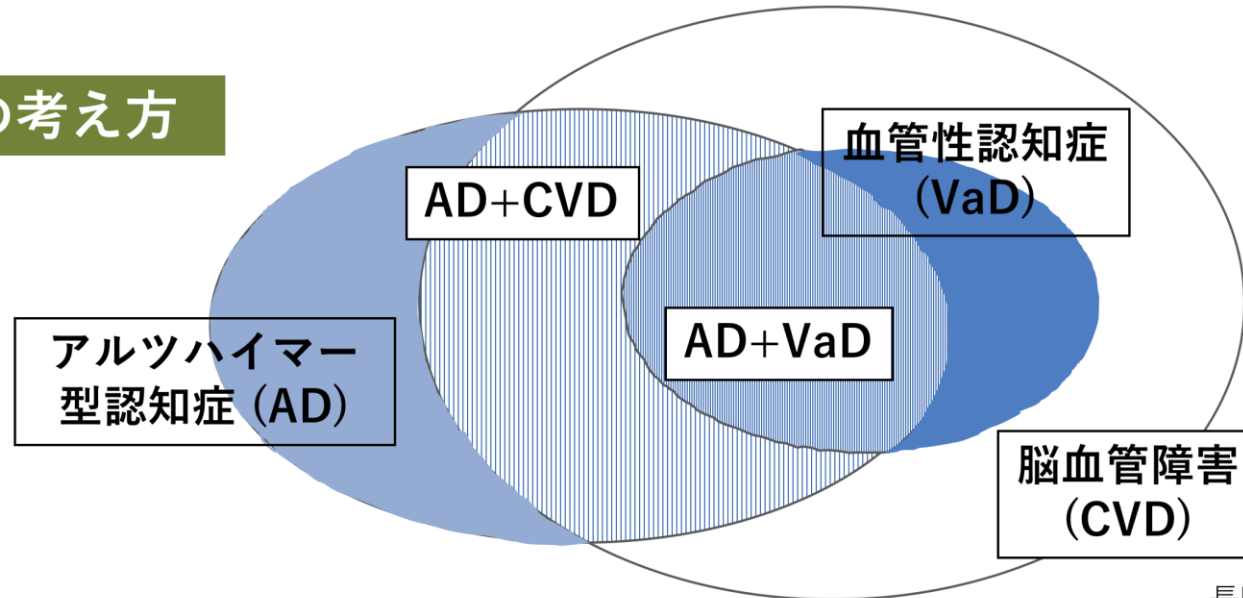 の考え方
血管性認知症
(VaD)
AD+CVD
AD+VaD
アルツハイマー
型認知症 (AD)
脳血管障害
(CVD)